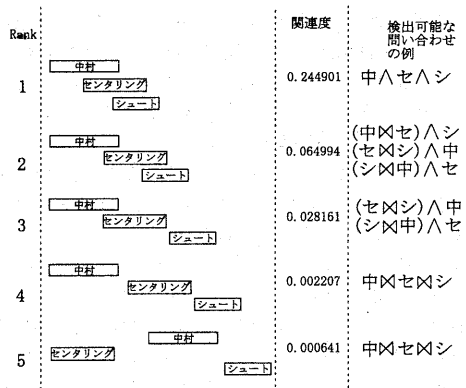 Rank
関連度
検出可能な
問い合わせ
の例
1
中村
センタリング
シュート
0.244901
中∧セ∧シ
2
中村
センタリング
シュート
0.064994
(中⋈セ)∧シ
(セ⋈シ)∧中
(シ⋈中)∧セ
3
中村
センタリング
シュート
0.028161
(セ⋈シ)∧中
(シ⋈中)∧セ
4
中村
センタリング
シュート
0.002207
中⋈セ⋈シ
5
中村
センタリング
シュート
0.000641
中⋈セ⋈シ